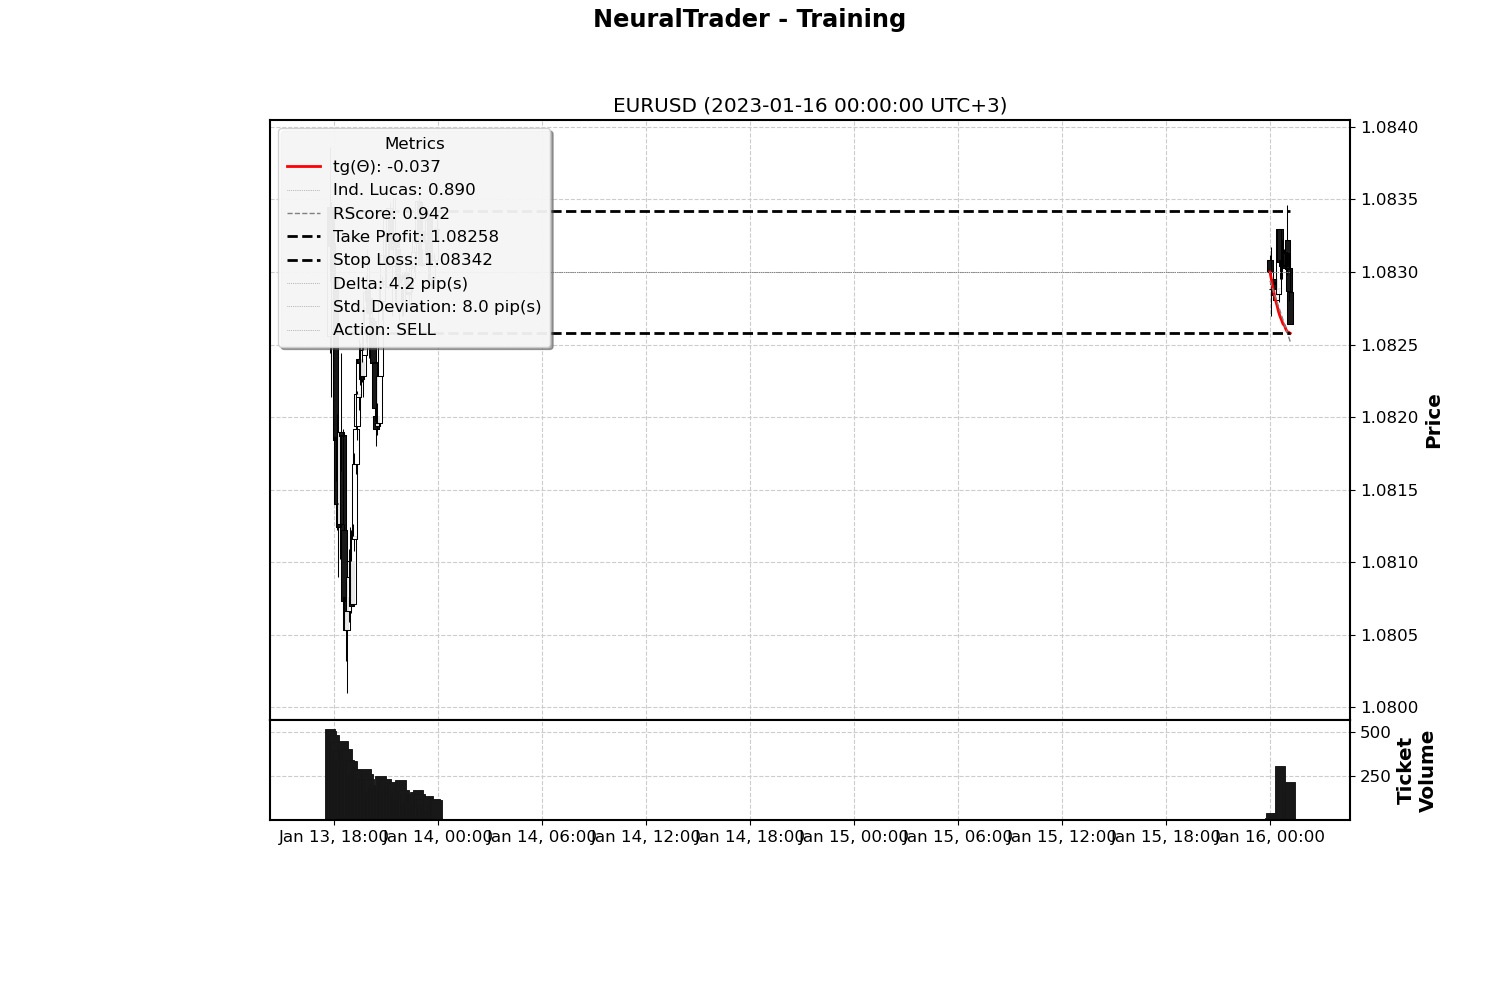 NeuralTrader - Training
EURUSD (2023-01-16 00:00:00 UTC+3)
Metrics
tg(Θ): -0.037
Ind. Lucas: 0.890
RScore: 0.942
Take Profit: 1.08258
Stop Loss: 1.08342
Delta: 4.2 pip(s)
Std. Deviation: 8.0 pip(s)
Action: SELL
1.0840
1.0835
1.0830
1.0825
1.0820
1.0815
1.0810
1.0805
1.0800
Price
500
250
Ticket
Volume
Jan 13, 18:00
Jan 14, 00:00
Jan 14, 06:00
Jan 14, 12:00
Jan 14, 18:00
Jan 15, 00:00
Jan 15, 06:00
Jan 15, 12:00
Jan 15, 18:00
Jan 16, 00:00